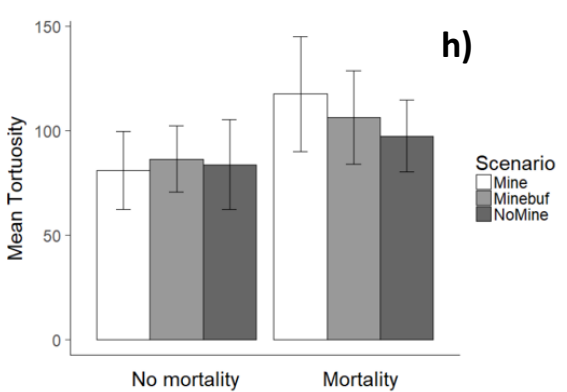 h)
150
100
50
0
Mean Tortuosity
No mortality
Mortality
Scenario
Mine
Minebuf
NoMine